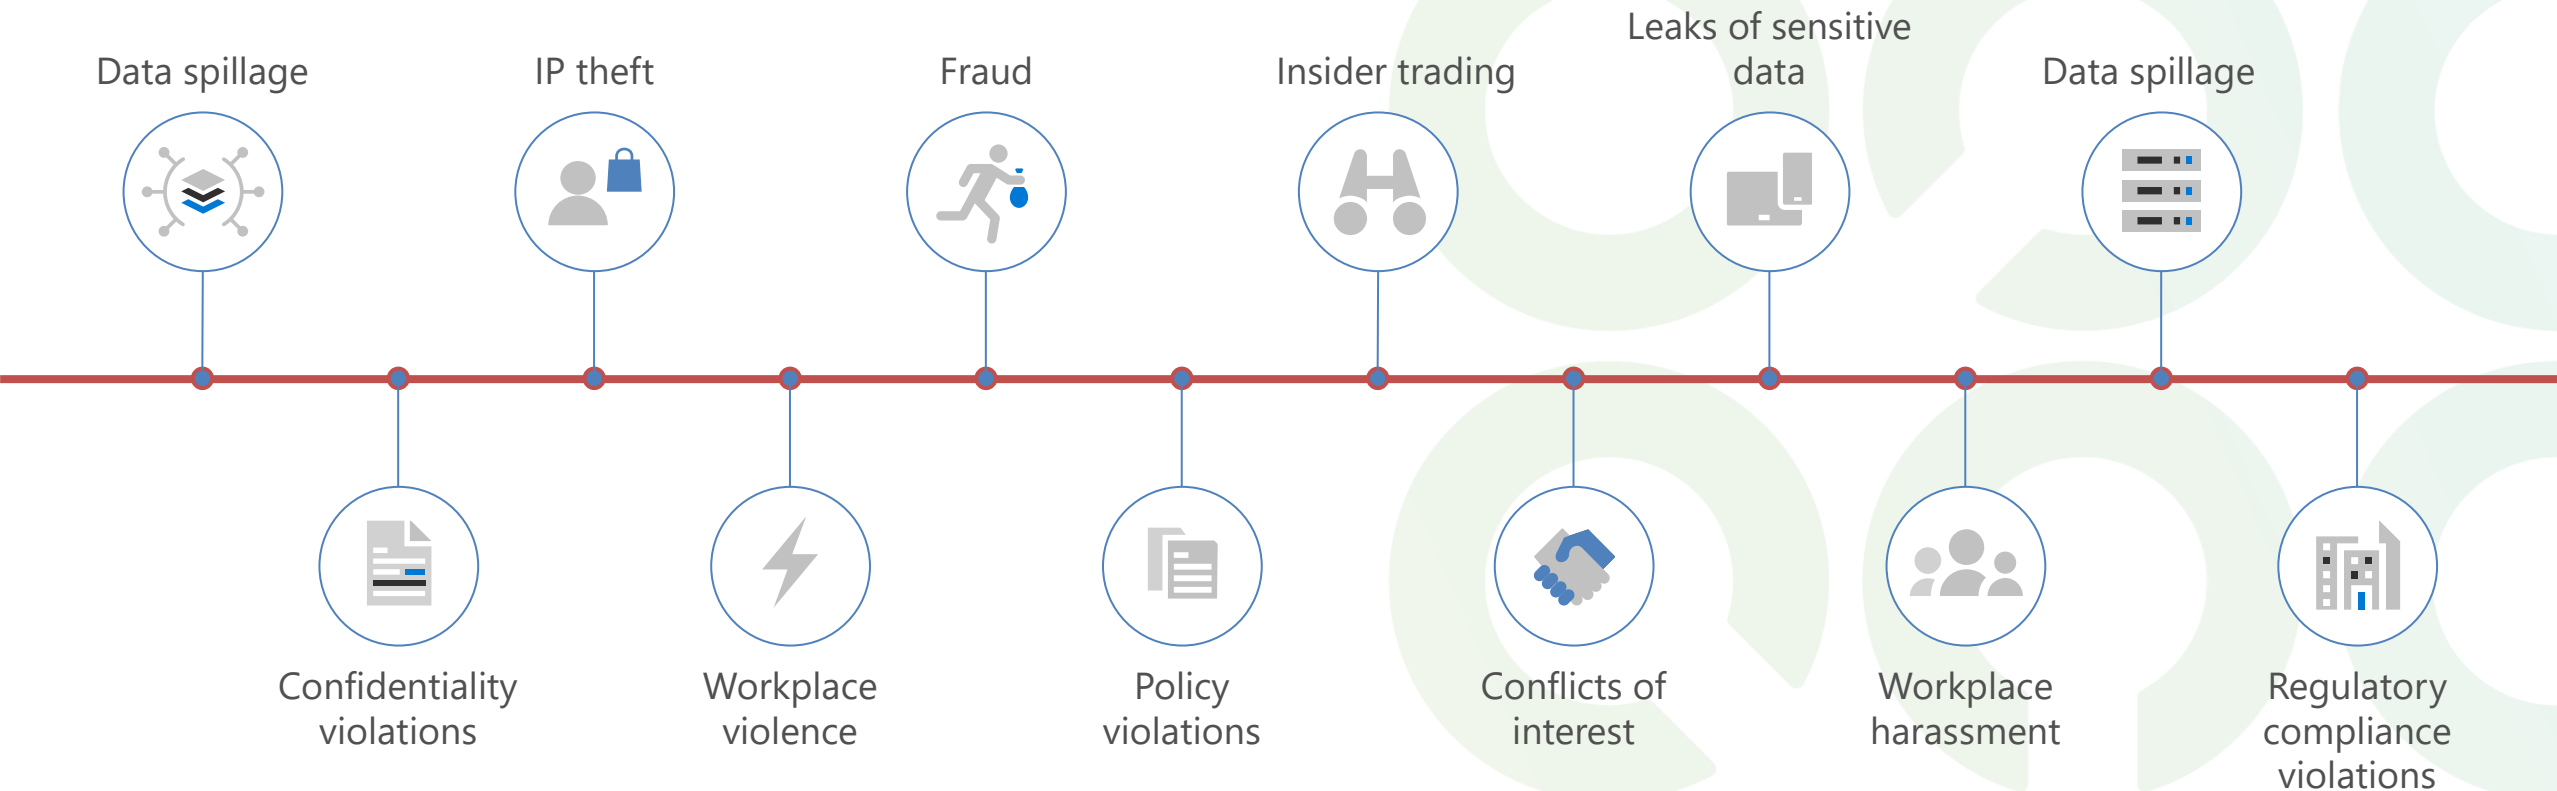 Data spillage
IP theft
Fraud
Insider trading
Leaks of sensitive
data
Data spillage
Confidentiality
violations
Workplace
violence
Policy
violations
Conflicts of
interest
Workplace
harassment
Regulatory
compliance
violations